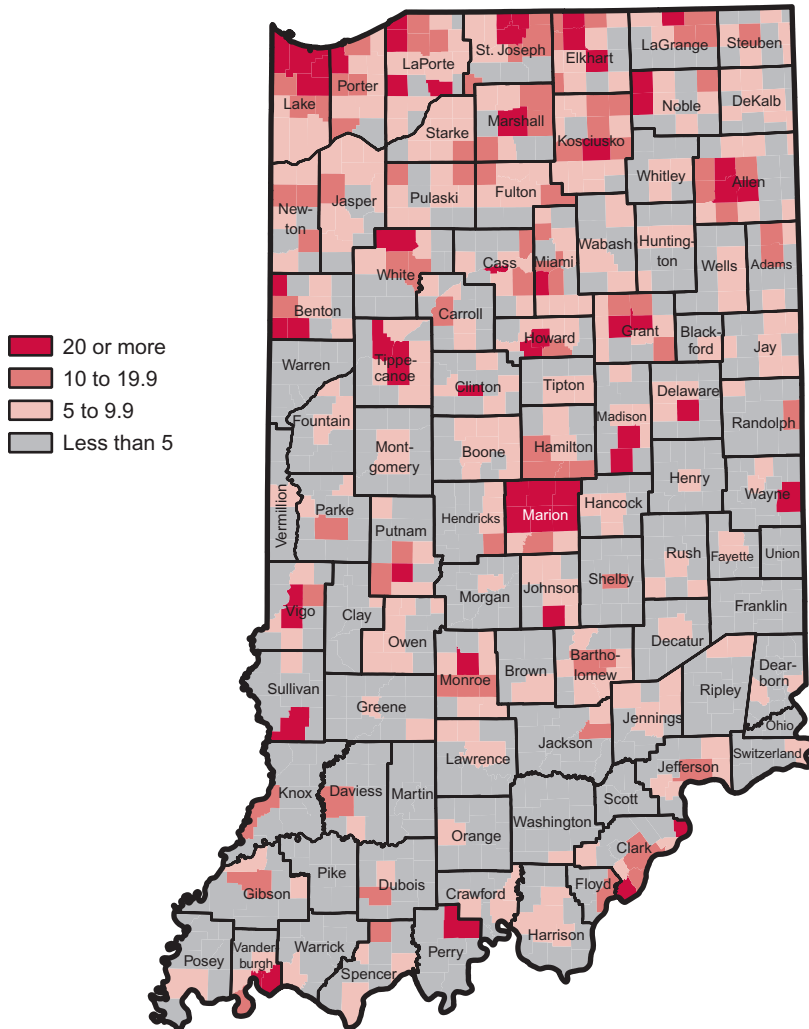 20 or more
10 to 19.9
5 to 9.9
Less than 5
Lake
Porter
LaPorte
St. Joseph
Elkhart
LaGrange
Steuben
Noble
DeKalb
Starke
Marshall
Kosciusko
Whitley
Allen
New-
ton
Jasper
Pulaski
Fulton
Wabash
Hunting-
ton
Wells
Adams
White
Cass
Miami
Benton
Carroll
Howard
Grant
Black-
ford
Jay
Warren
Tippe-
canoe
Clinton
Tipton
Madison
Delaware
Randolph
Fountain
Mont-
gomery
Boone
Hamilton
Henry
Wayne
Vermillion
Parke
Putnam
Hendricks
Marion
Hancock
Rush
Fayette
Union
Vigo
Clay
Owen
Morgan
Johnson
Shelby
Decatur
Franklin
Sullivan
Greene
Monroe
Brown
Bartho-
lomew
Jennings
Ripley
Dear-
born
Ohio
Switzerland
Knox
Daviess
Martin
Lawrence
Jackson
Jefferson
Scott
Washington
Orange
Clark
Gibson
Pike
Dubois
Crawford
Floyd
Harrison
Posey
Vander-
burgh
Warrick
Spencer
Perry